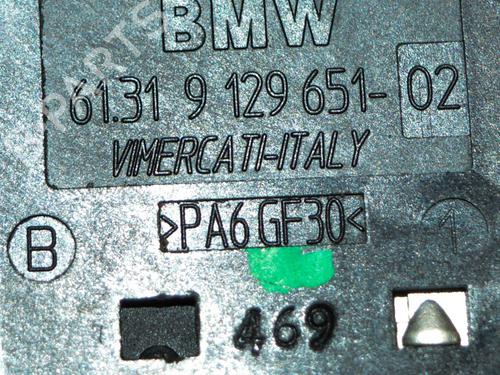 BMW
61.31 9 129 651- 02
VIMERCATI-ITALY
>PA6 GF30<
B
1
469